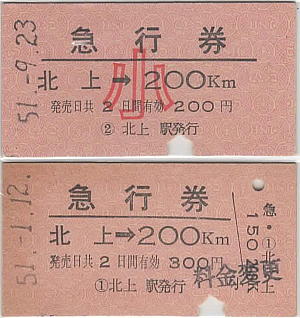 51.-9.23
急行券
小
北上→200Km
発売日共2日間有効 200円
② 北上 駅発行
51.-1.12.
急行券
北上→200Km
発売日共2日間有効 300円
①北上 駅発行
料金変更
急・①北
150